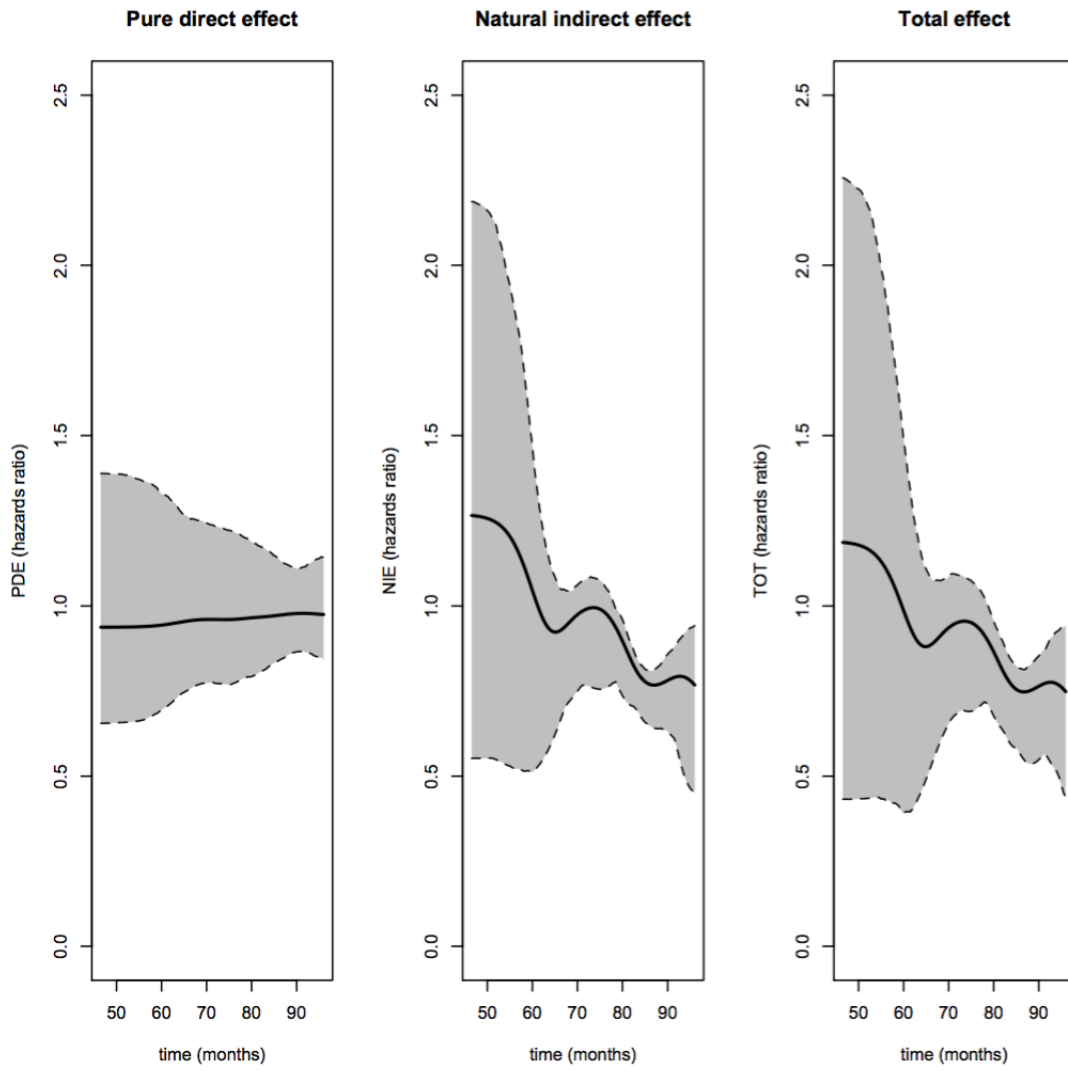 Pure direct effect
PDE (hazards ratio)
2.5
2.0
1.5
1.0
0.5
0.0
50 60 70 80 90
time (months)
Natural indirect effect
NIE (hazards ratio)
2.5
2.0
1.5
1.0
0.5
0.0
50 60 70 80 90
time (months)
Total effect
TOT (hazards ratio)
2.5
2.0
1.5
1.0
0.5
0.0
50 60 70 80 90
time (months)